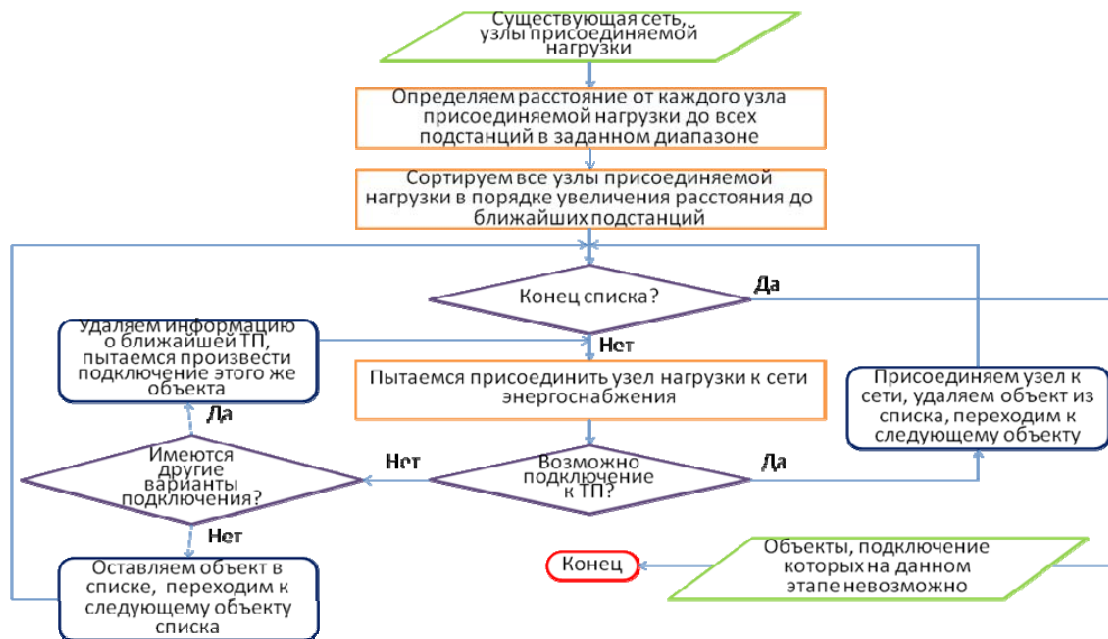 Существующая сеть,
узлы присоединяемой
нагрузки
Определяем расстояние от каждого узла
присоединяемой нагрузки до всех
подстанций в заданном диапазоне
Сортируем все узлы присоединяемой
нагрузки в порядке увеличения расстояния до
ближайших подстанций
Конец списка?
Да
Нет
Удаляем информацию
о ближайшей ТП,
пытаемся произвести
подключение этого же
объекта
Пытаемся присоединить узел нагрузки к сети
энергоснабжения
Присоединяем узел к
сети, удаляем объект из
списка, переходим к
следующему объекту
Да
Имеются
другие
варианты
подключения?
Нет
Возможно
подключение
к ТП?
Да
Нет
Оставляем объект в
списке, переходим к
следующему объекту
списка
Конец
Объекты, подключение
которых на данном
этапе невозможно